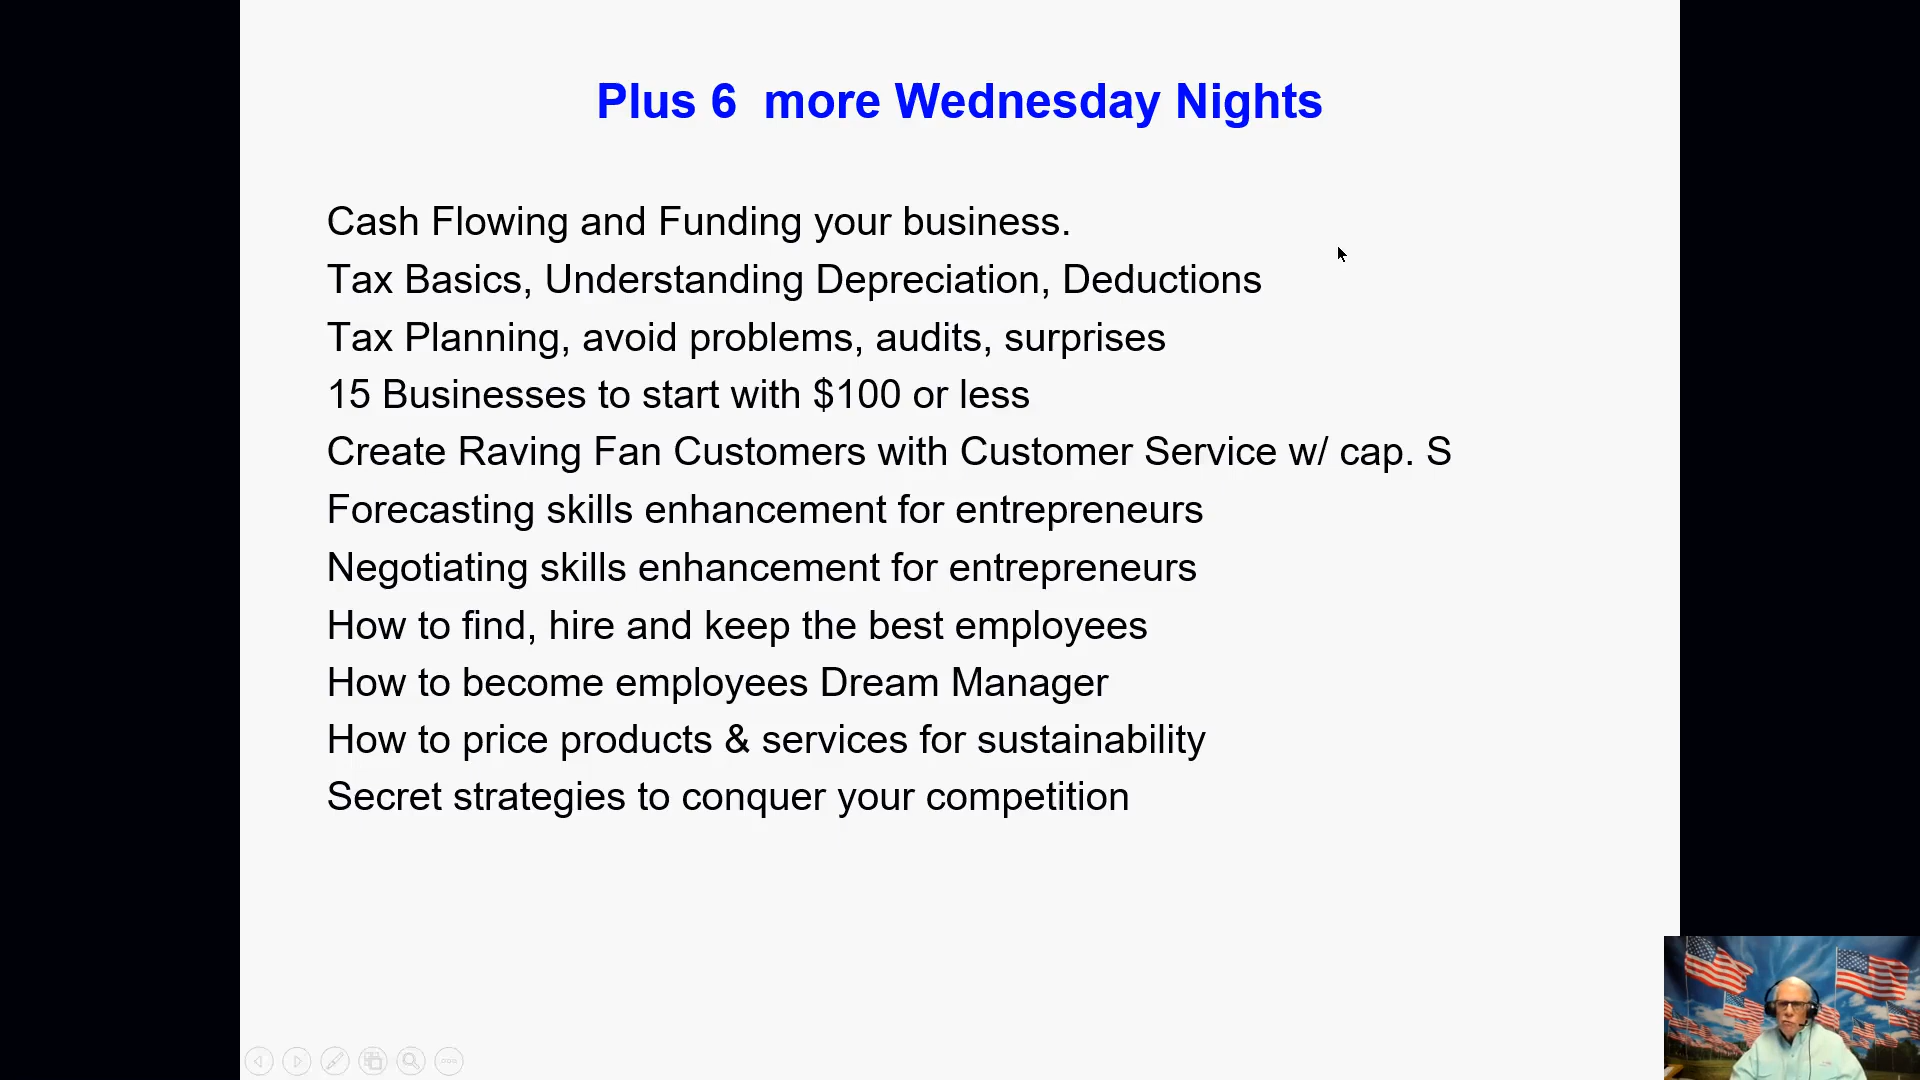 Plus 6  more Wednesday Nights
Cash Flowing and Funding your business.
Tax Basics, Understanding Depreciation, Deductions
Tax Planning, avoid problems, audits, surprises
15 Businesses to start with $100 or less
Create Raving Fan Customers with Customer Service w/ cap. S
Forecasting skills enhancement for entrepreneurs
Negotiating skills enhancement for entrepreneurs
How to find, hire and keep the best employees
How to become employees Dream Manager
How to price products & services for sustainability
Secret strategies to conquer your competition